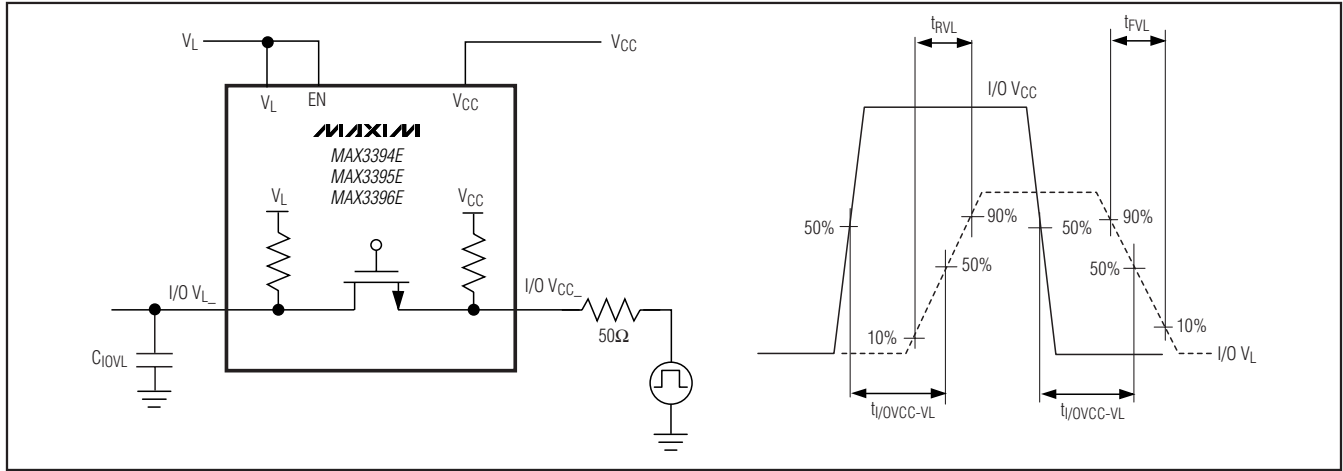 VL
VCC
VL
EN
VCC
MAXIM
MAX3394E
MAX3395E
MAX3396E
VL
VCC
I/O VL_
I/O VCC_
50Ω
CIOVL
tRVL
tFVL
I/O VCC
50%
90%
50%
10%
50%
90%
50%
10%
I/O VL
tI/OVCC-VL
tI/OVCC-VL